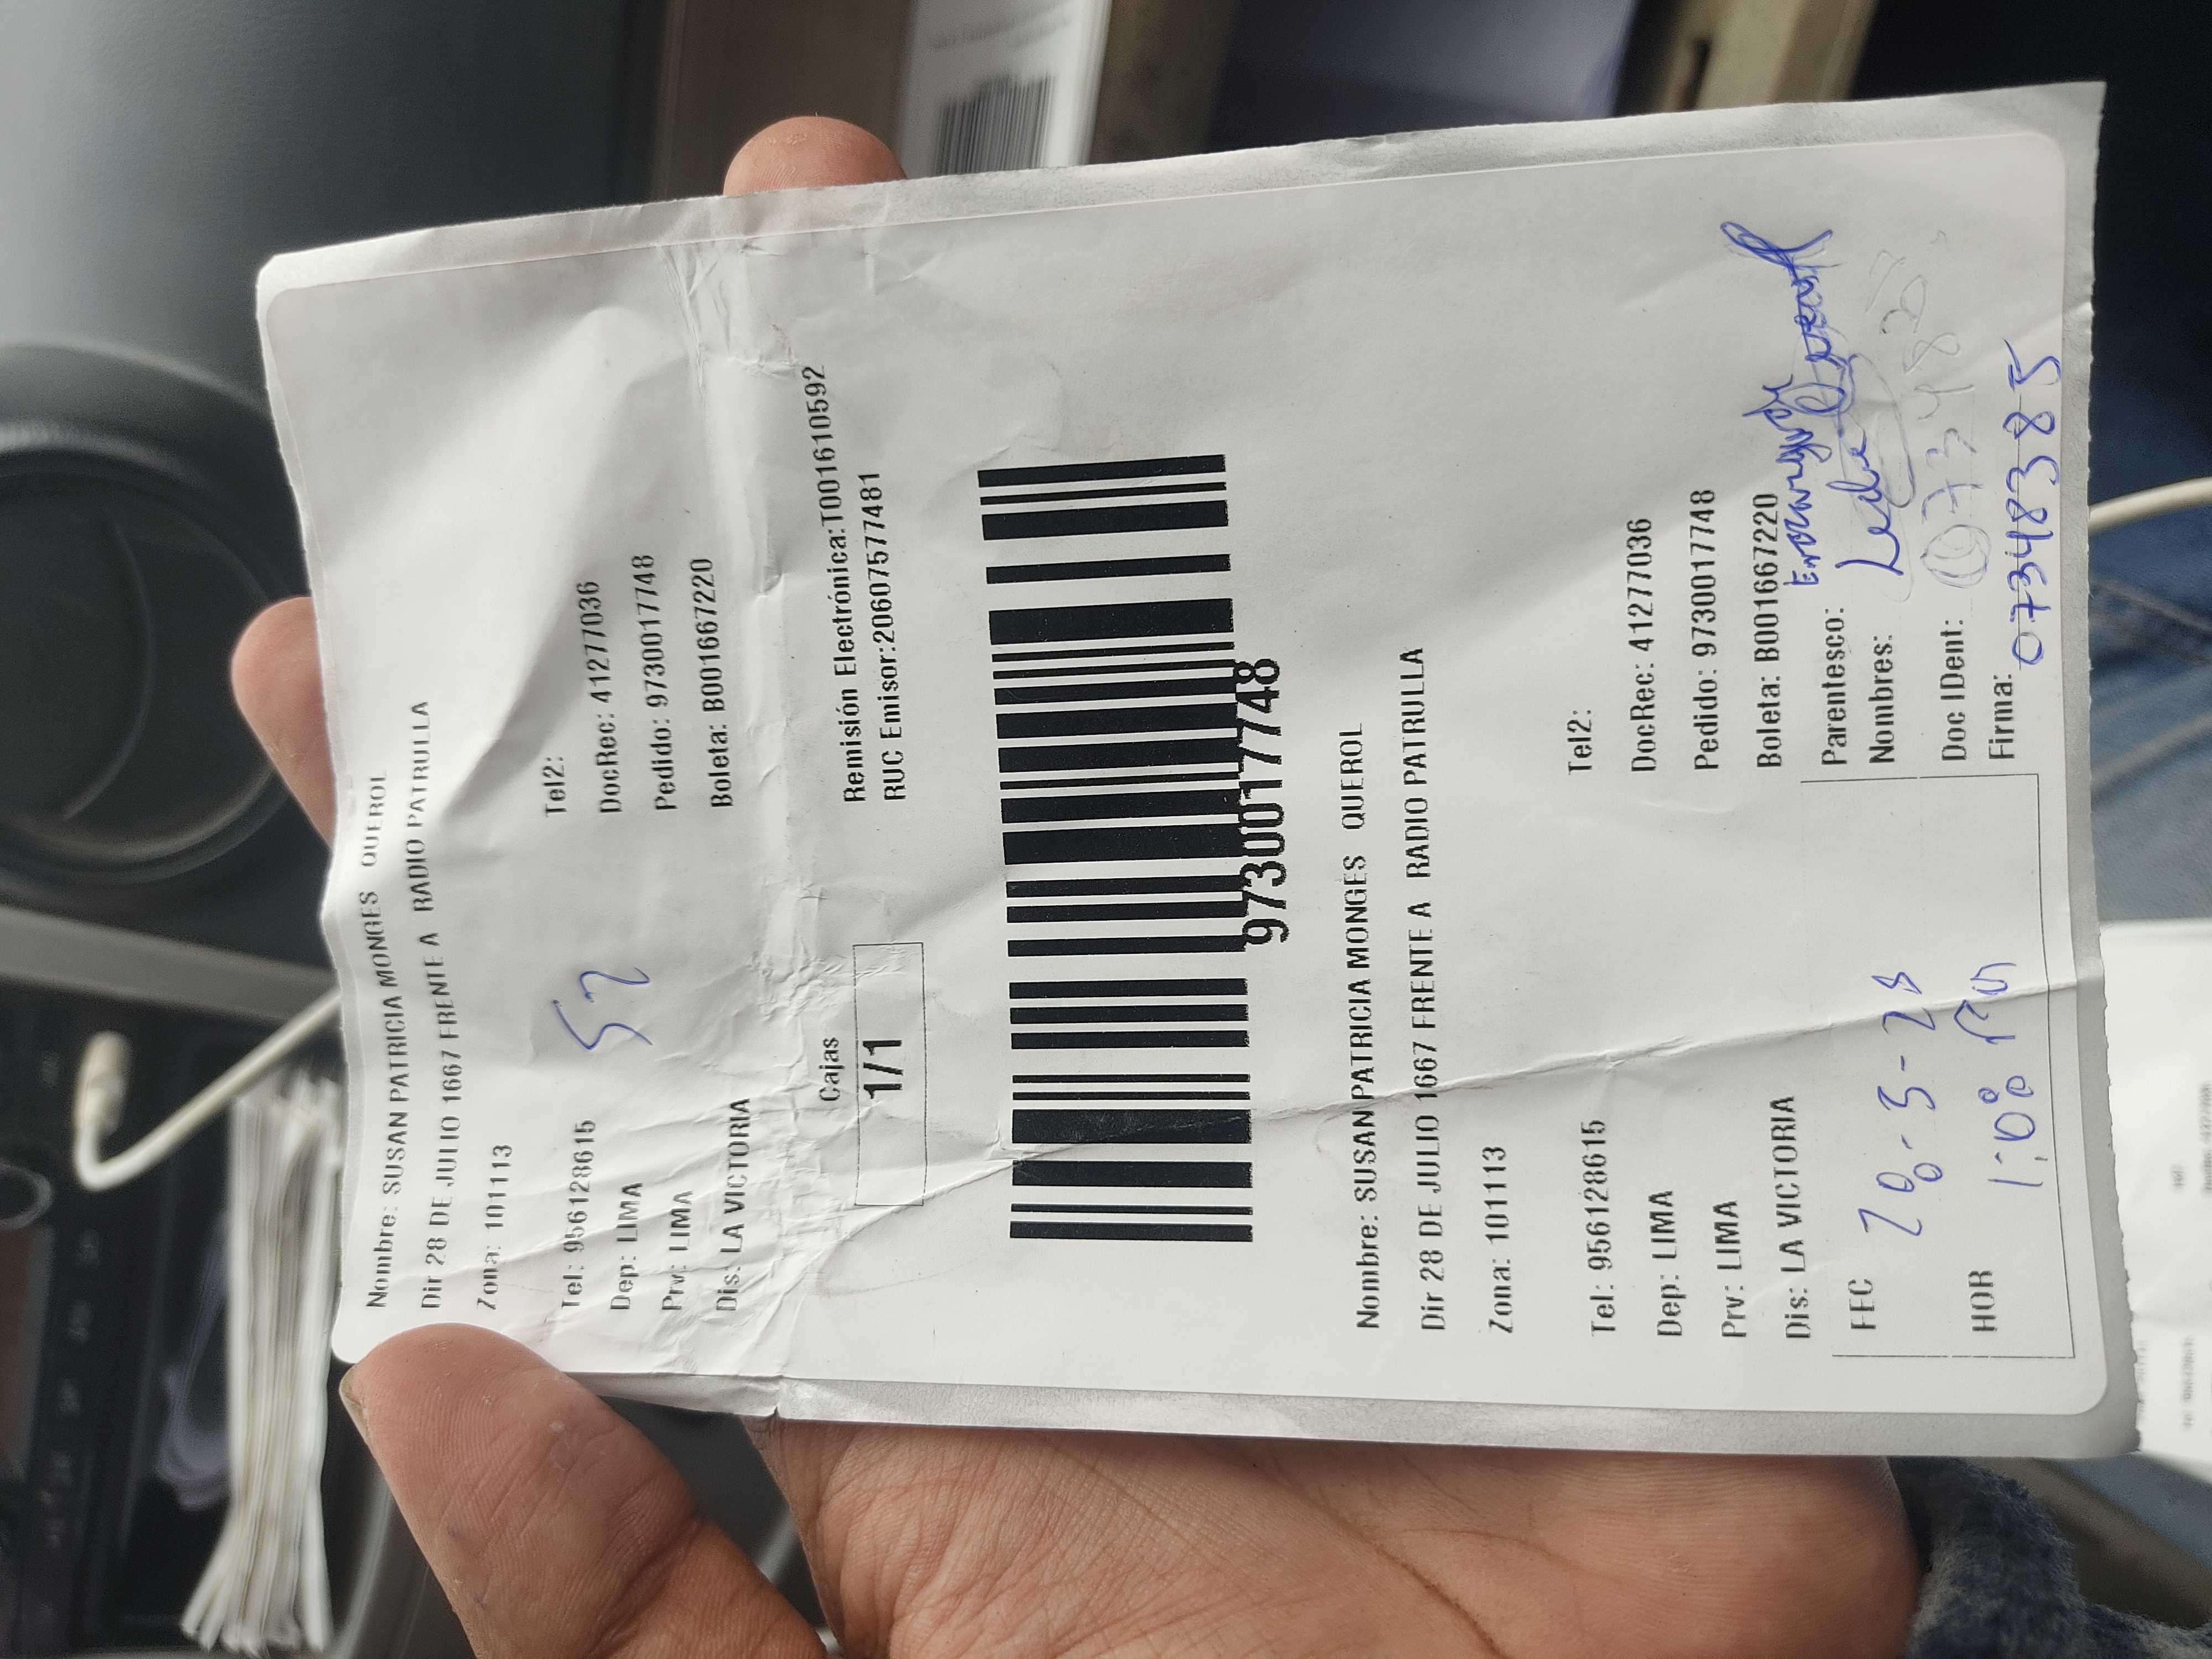 Nombre: SUSAN PATRICIA MONGES QUEROL
Dir 28 DE JULIO 1667 FRENTE A RADIO PATRULLA
Zona: 101113
Tel: 956128615
Tel2:
Dep: LIMA
DocRec: 41277036
Prv: LIMA
Pedido: 9730017748
Dis: LA VICTORIA
Boleta: B001667220
52
Cajas
1/1
Remisión Electrónica:T001610592
RUC Emisor:20607577481
9730017748
Nombre: SUSAN PATRICIA MONGES QUEROL
Dir 28 DE JULIO 1667 FRENTE A RADIO PATRULLA
Zona: 101113
Tel: 956128615
Tel2:
Dep: LIMA
DocRec: 41277036
Prv: LIMA
Pedido: 9730017748
Dis: LA VICTORIA
Boleta: B001667220
FEC
HOR 1:08 Pm
Parentesco:
Nombres:
Doc IDent:
Firma: 073483885